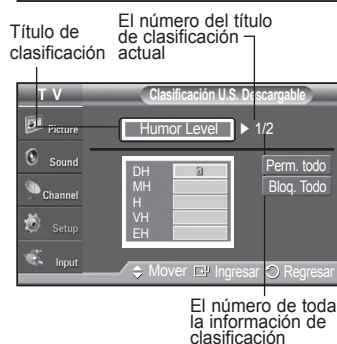 Título de
clasificación
El número del título
de clasificación
actual
T V
Clasificación U.S. Descargable
Picture
Sound
Channel
Setup
Input
Humor Level ▶ 1/2
DH
MH
H
VH
EH
Perm. todo
Bloq. Todo
Mover Ingresar Regresar
El número de toda
la información de
clasificación